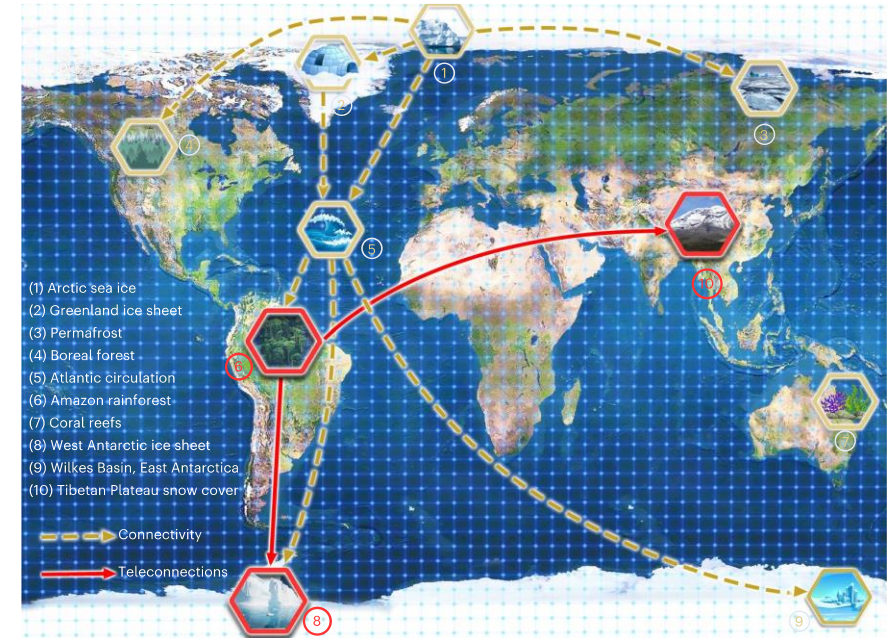 1
2
3
4
5
10
(1) Arctic sea ice
(2) Greenland ice sheet
(3) Permafrost
(4) Boreal forest
(5) Atlantic circulation
(6) Amazon rainforest
(7) Coral reefs
(8) West Antarctic ice sheet
(9) Wilkes Basin, East Antarctica
(10) Tibetan Plateau snow cover
6
7
Connectivity
Teleconnections
8
9